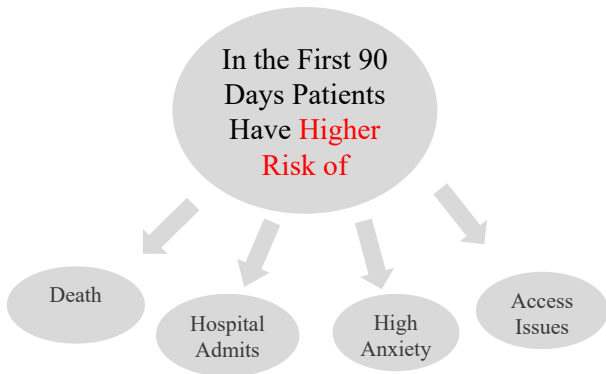 In the First 90
Days Patients
Have Higher
Risk of
Death
Hospital
Admits
High
Anxiety
Access
Issues